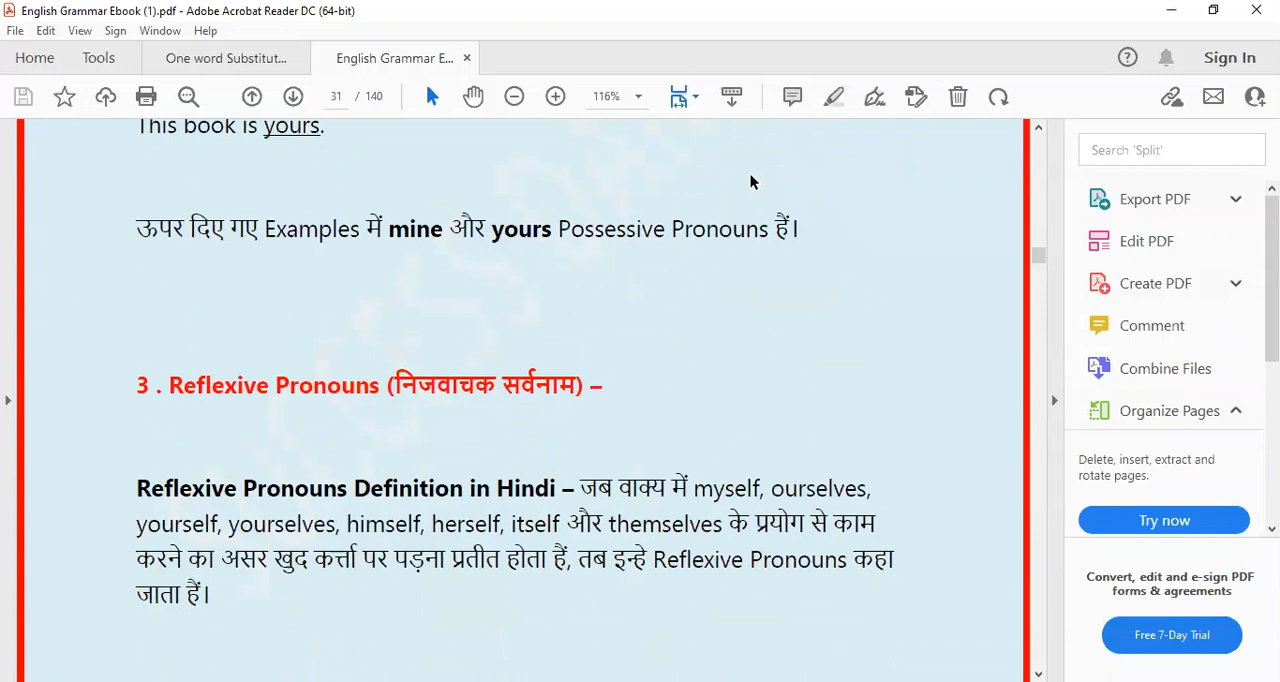 English Grammar Ebook (1).pdf - Adobe Acrobat Reader DC (64-bit)
File Edit View Sign Window Help
Home Tools One word Substitut... English Grammar E... × Sign In
31 / 140 116%
This book is yours.
ऊपर दिए गए Examples में mine और yours Possessive Pronouns हैं।
3 . Reflexive Pronouns (निजवाचक सर्वनाम) –
Reflexive Pronouns Definition in Hindi – जब वाक्य में myself, ourselves,
yourself, yourselves, himself, herself, itself और themselves के प्रयोग से काम
करने का असर खुद कर्त्ता पर पड़ना प्रतीत होता हैं, तब इन्हे Reflexive Pronouns कहा
जाता हैं।
Search 'Split'
Export PDF
Edit PDF
Create PDF
Comment
Combine Files
Organize Pages
Delete, insert, extract and
rotate pages.
Try now
Convert, edit and e-sign PDF
forms & agreements
Free 7-Day Trial